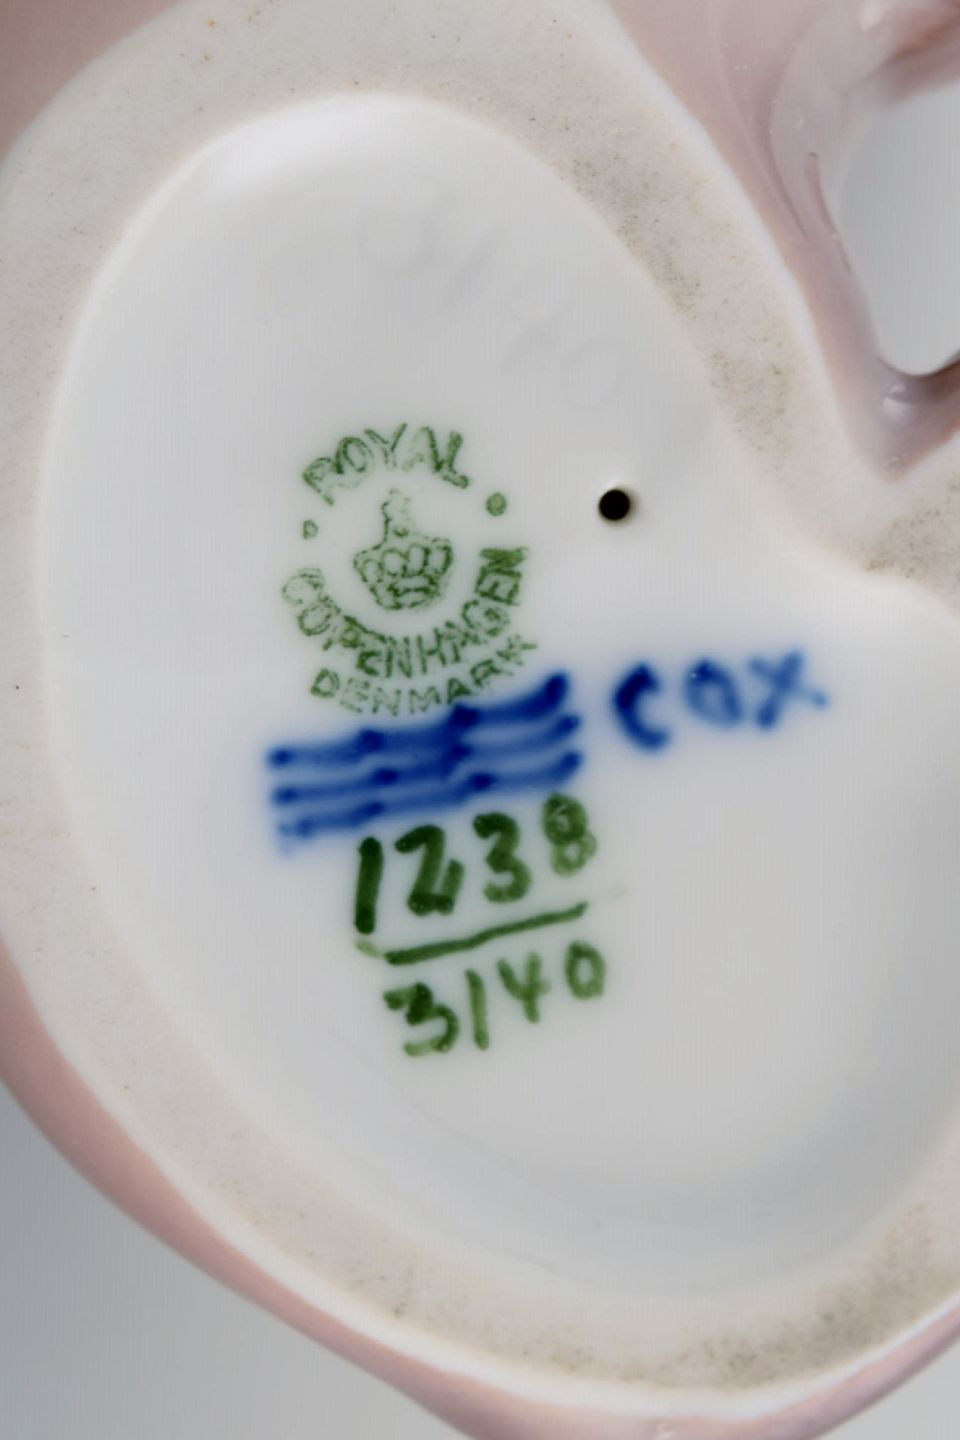 ROYAL
COPENHAGEN
DENMARK
COX
1238
3140